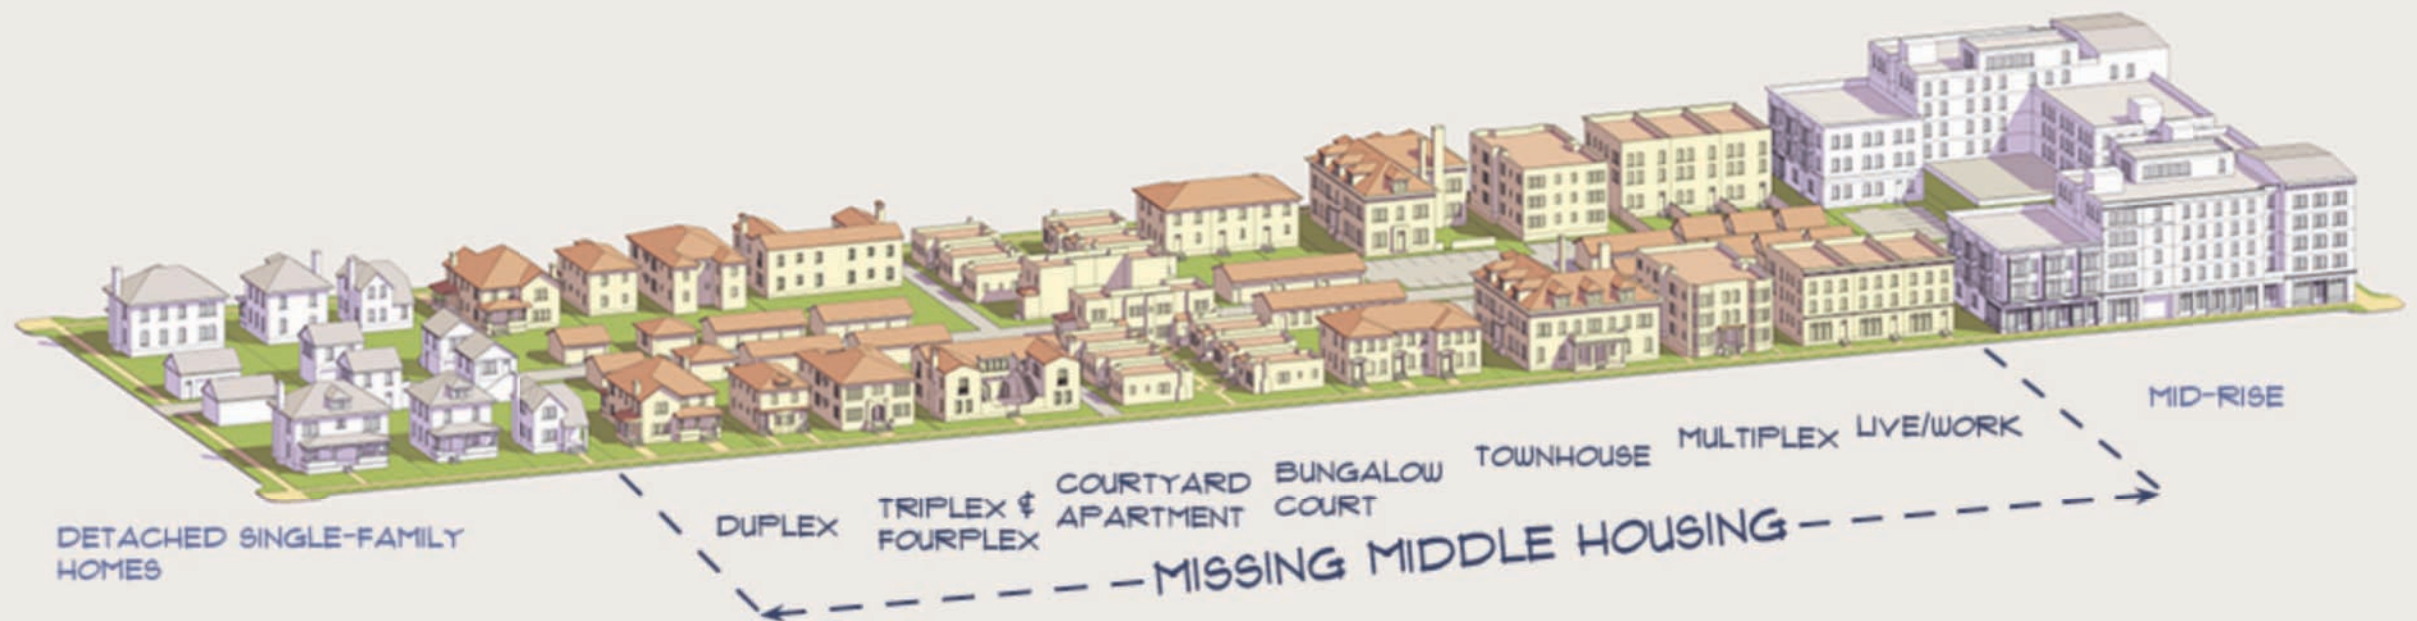 DETACHED SINGLE-FAMILY
HOMES
DUPLEX
TRIPLEX &
FOURPLEX
COURTYARD
APARTMENT
BUNGALOW
COURT
TOWNHOUSE
MULTIPLEX
LIVE/WORK
MID-RISE
MISSING MIDDLE HOUSING